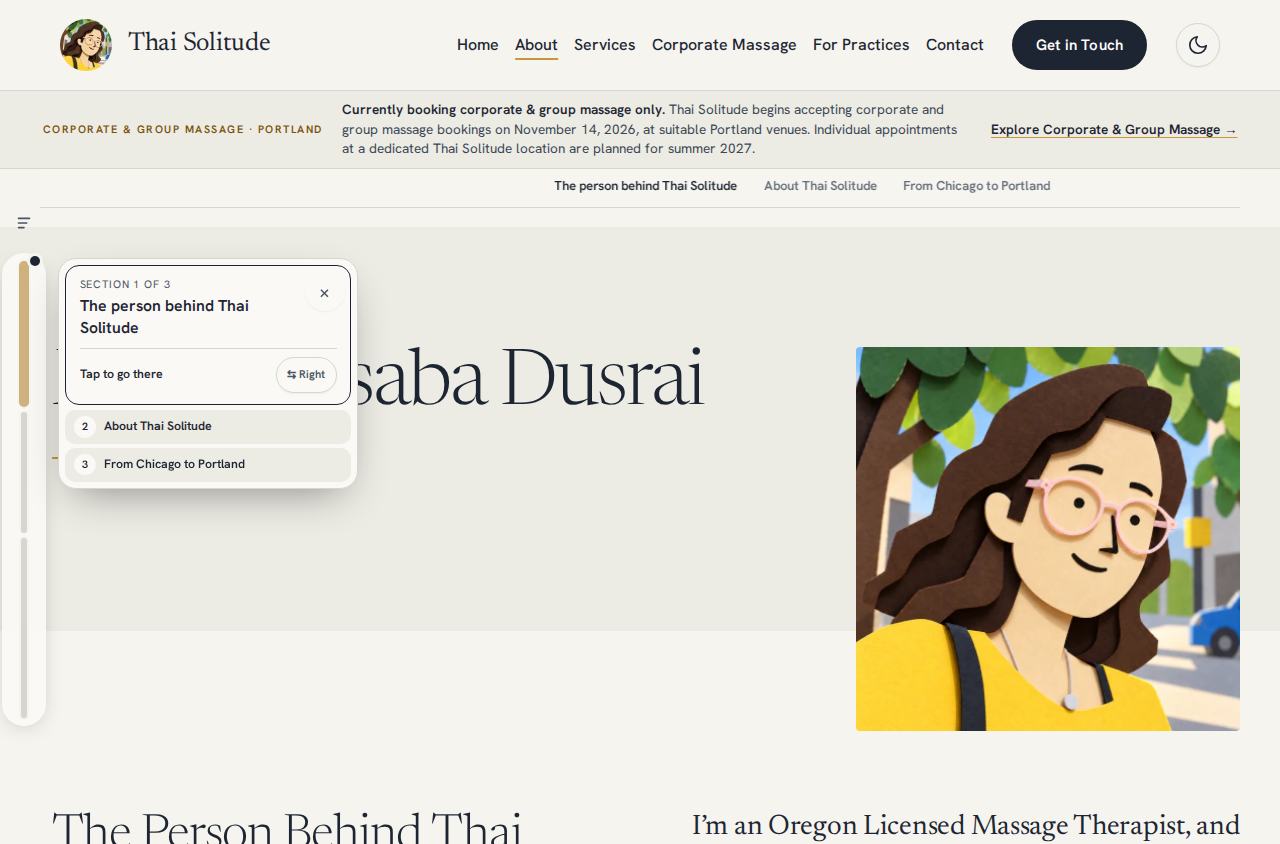 Thai Solitude
Home
About
Services
Corporate Massage
For Practices
Contact
Get in Touch
CORPORATE & GROUP MASSAGE · PORTLAND
Currently booking corporate & group massage only. Thai Solitude begins accepting corporate and
group massage bookings on November 14, 2026, at suitable Portland venues. Individual appointments
at a dedicated Thai Solitude location are planned for summer 2027.
Explore Corporate & Group Massage →
The person behind Thai Solitude
About Thai Solitude
From Chicago to Portland
SECTION 1 OF 3
The person behind Thai
Solitude
×
Tap to go there
⇆ Right
2 About Thai Solitude
3 From Chicago to Portland
saba Dusrai
The Person Behind Thai
I’m an Oregon Licensed Massage Therapist, and